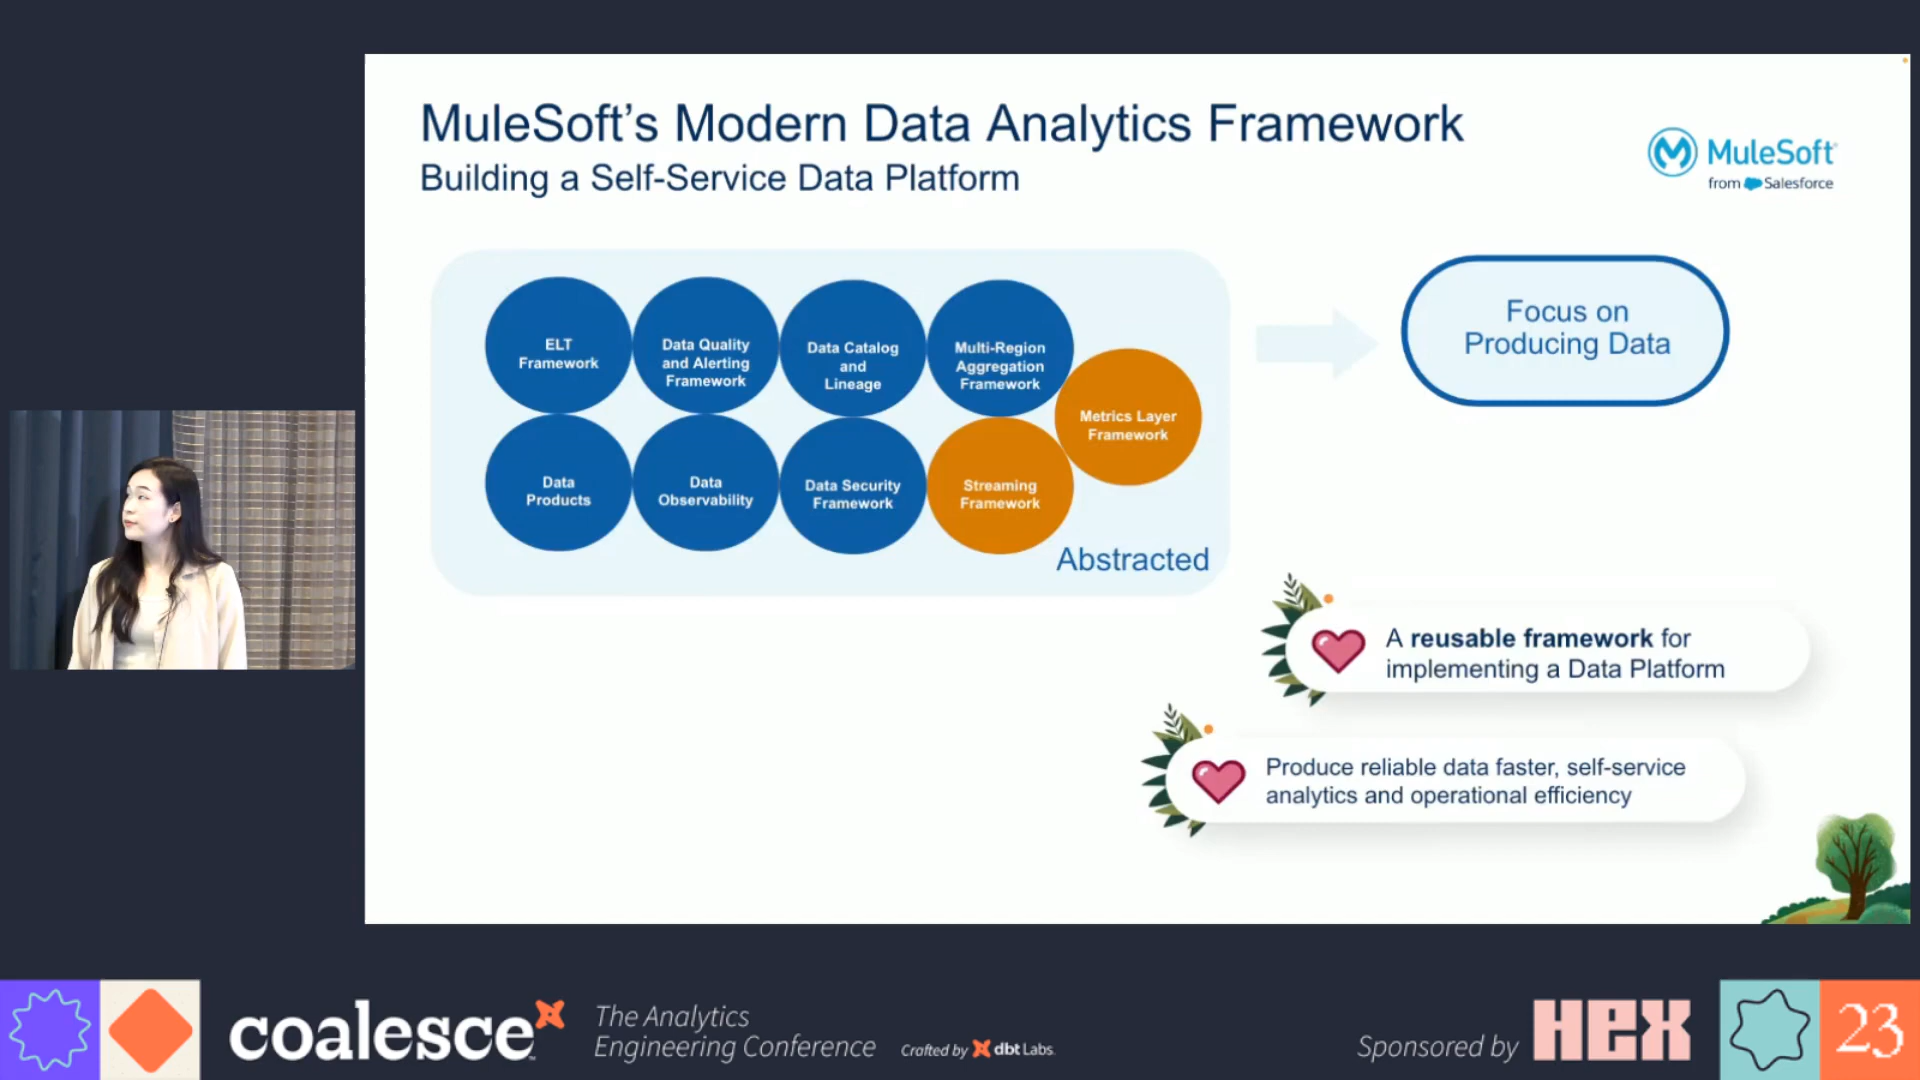 MuleSoft’s Modern Data Analytics Framework
Building a Self-Service Data Platform
MuleSoft
from Salesforce
ELT
Framework
Data Quality
and Alerting
Framework
Data Catalog
and
Lineage
Multi-Region
Aggregation
Framework
Metrics Layer
Framework
Data
Products
Data
Observability
Data Security
Framework
Streaming
Framework
Abstracted
Focus on
Producing Data
A reusable framework for
implementing a Data Platform
Produce reliable data faster, self-service
analytics and operational efficiency
coalesce
The Analytics
Engineering Conference
Crafted by dbt Labs
Sponsored by
HEX
23